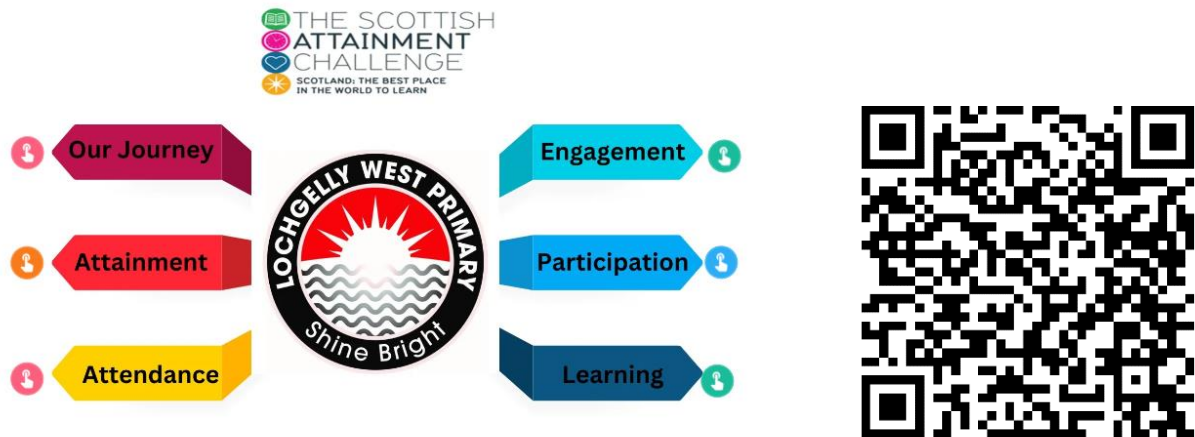 THE SCOTTISH
ATTAINMENT
CHALLENGE
SCOTLAND: THE BEST PLACE
IN THE WORLD TO LEARN
Our Journey
Attainment
Attendance
LOCHGELLY WEST PRIMARY
Shine Bright
Engagement
Participation
Learning